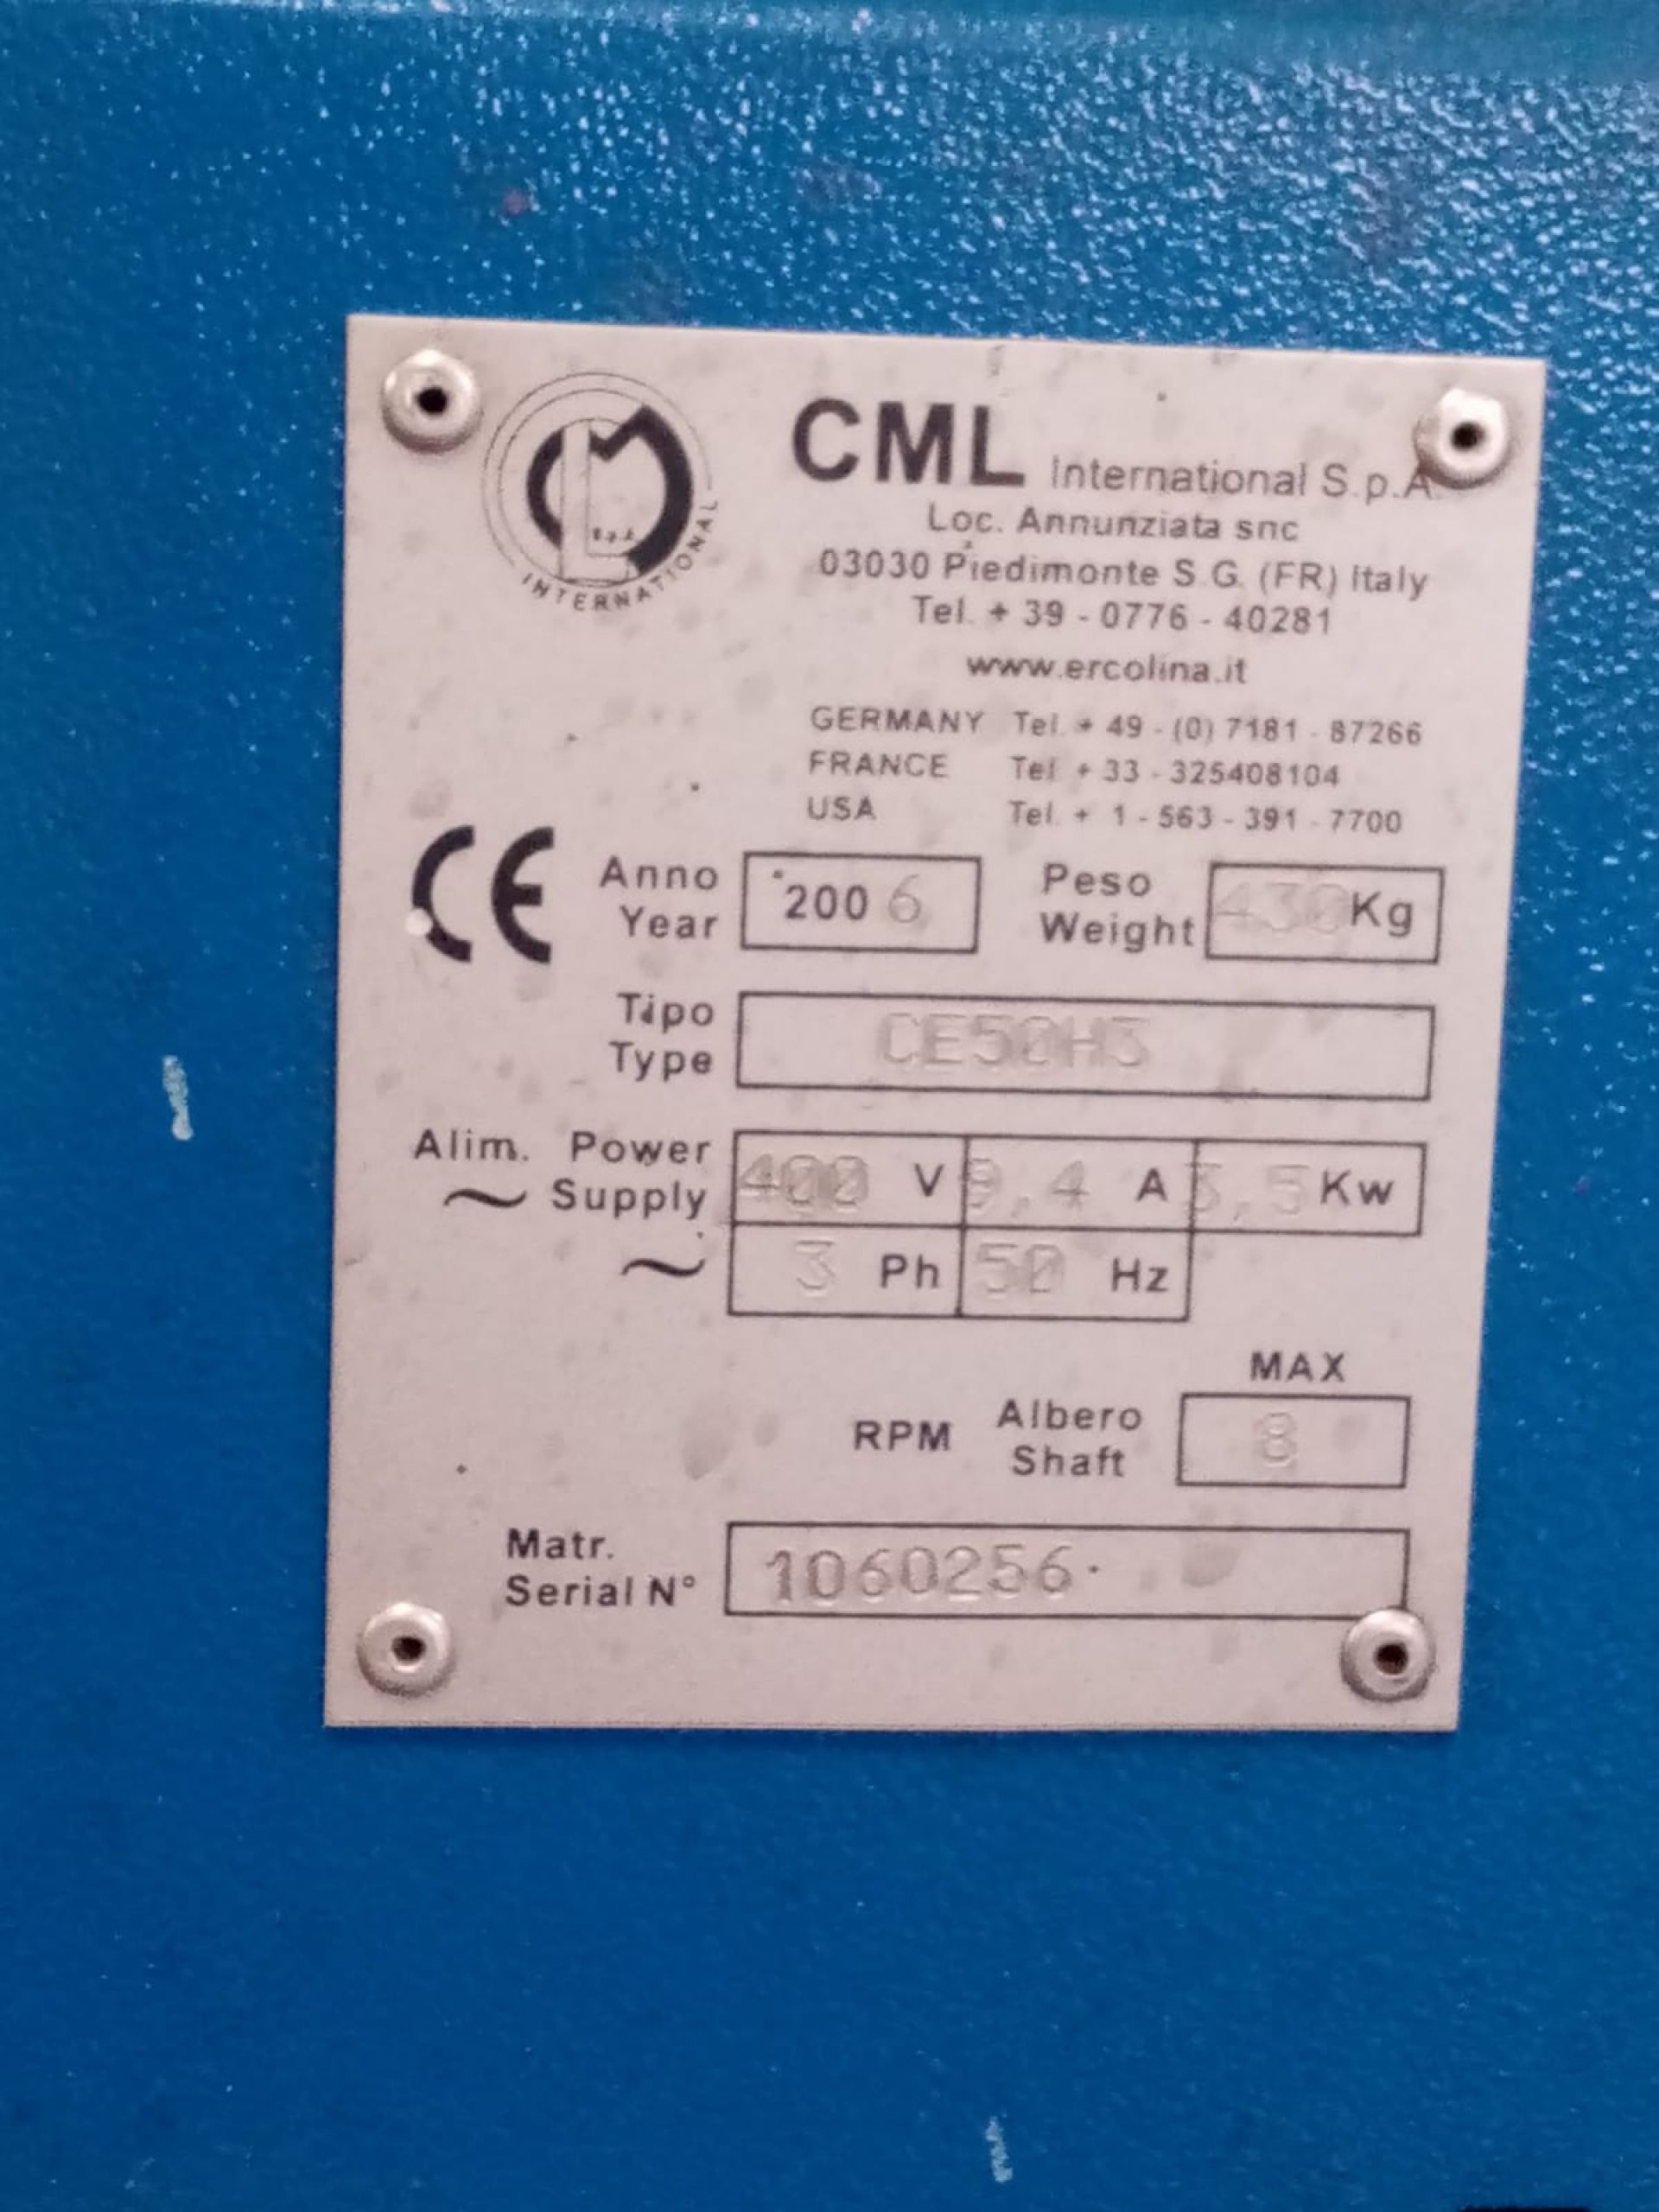 CML International S.p.A.
Loc. Annunziata snc
03030 Piedimonte S.G. (FR) Italy
Tel. + 39 - 0776 - 40281
www.ercolina.it
GERMANY Tel. + 49 - (0) 7181 - 87266
FRANCE Tel. + 33 - 325408104
USA Tel. + 1 - 563 - 391 - 7700
S.p.A.
INTERNATIONAL
CE
Anno
Year 2006
Peso
Weight 430 Kg
Tipo
Type CE50H3
Alim. Power
~ Supply 400 V 9,4 A 3,5 Kw
~ 3 Ph 50 Hz
MAX
RPM Albero
Shaft 8
Matr.
Serial N° 1060256